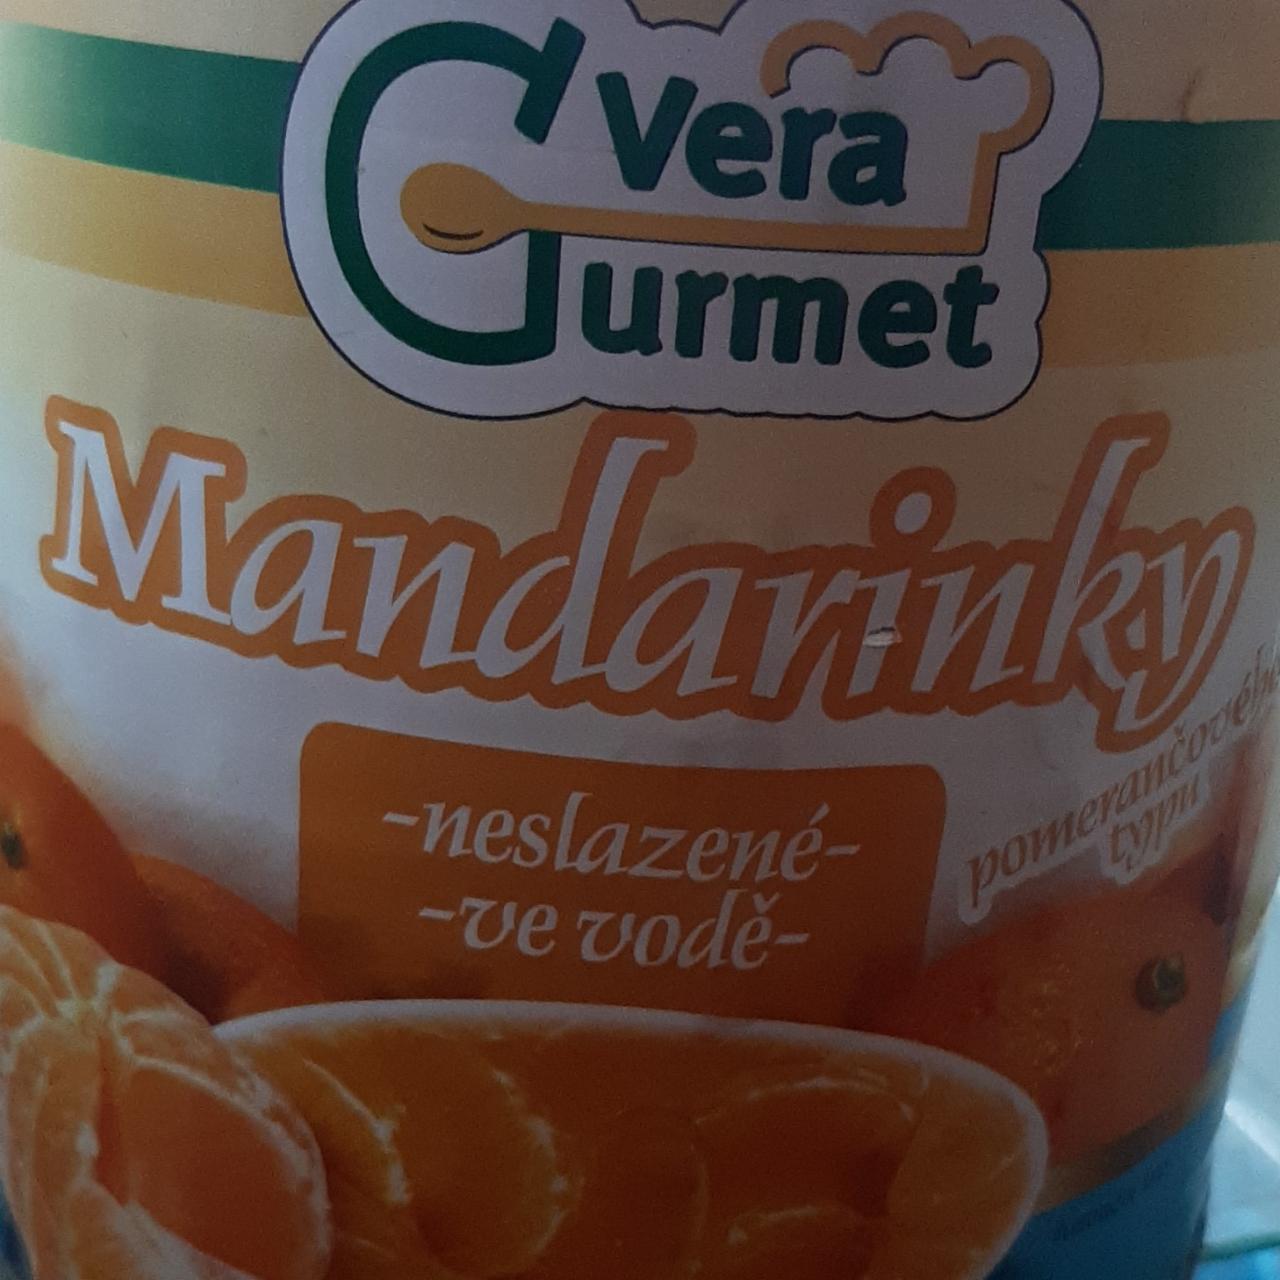 Vera
Gurmet
Mandarinky
-neslazené-
-ve vodě-
pomerančového
typu